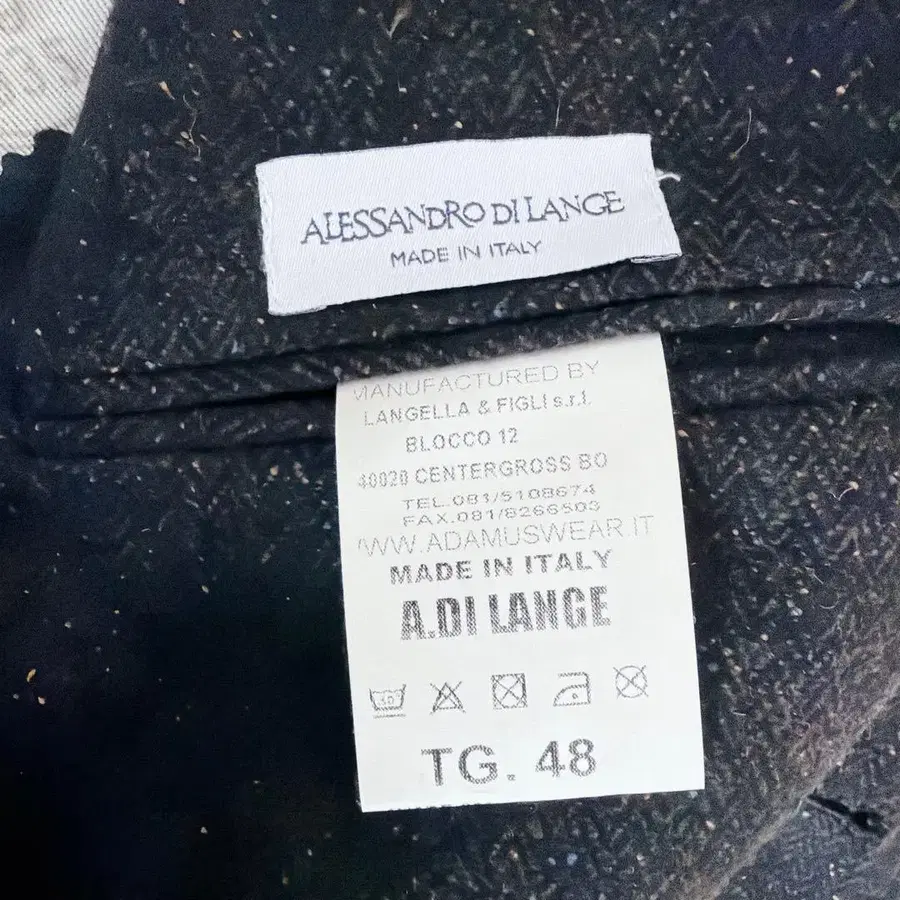 ALESSANDRO DI LANGE
MADE IN ITALY
MANUFACTURED BY
LANGELLA & FIGLI s.r.l.
BLOCCO 12
40020 CENTERGROSS BO
TEL.081/5108674
FAX.081/8266503
WWW.ADAMUSWEAR.IT
MADE IN ITALY
A.DI LANGE
30
TG. 48